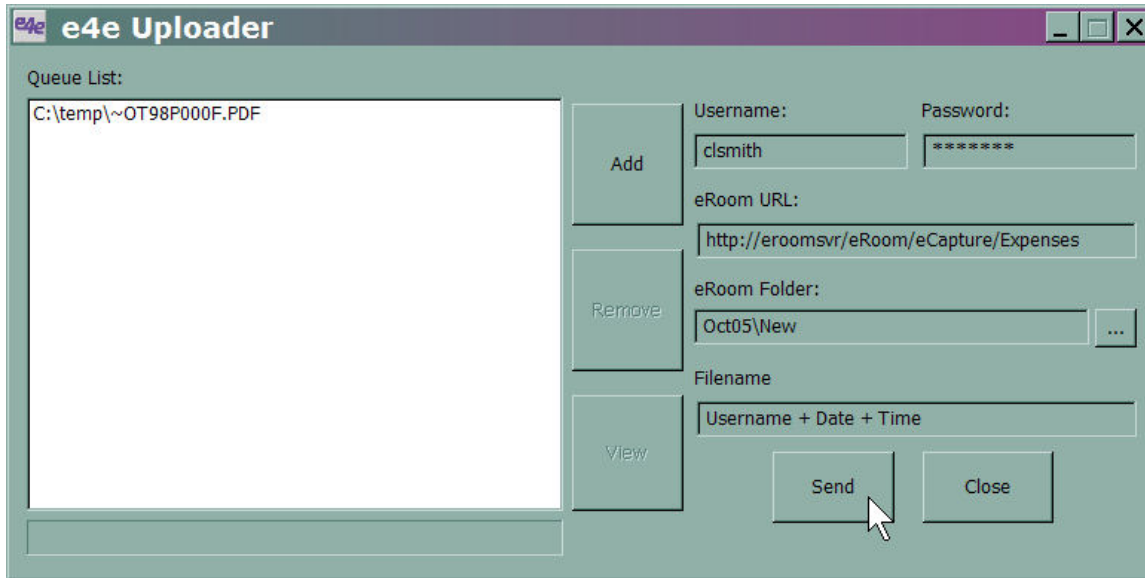 e4e e4e Uploader
Queue List:
C:\temp\~OT98P000F.PDF
Add
Remove
View
Username: Password:
clsmith *******
eRoom URL:
http://eroomsvr/eRoom/eCapture/Expenses
eRoom Folder:
Oct05\New ...
Filename
Username + Date + Time
Send Close